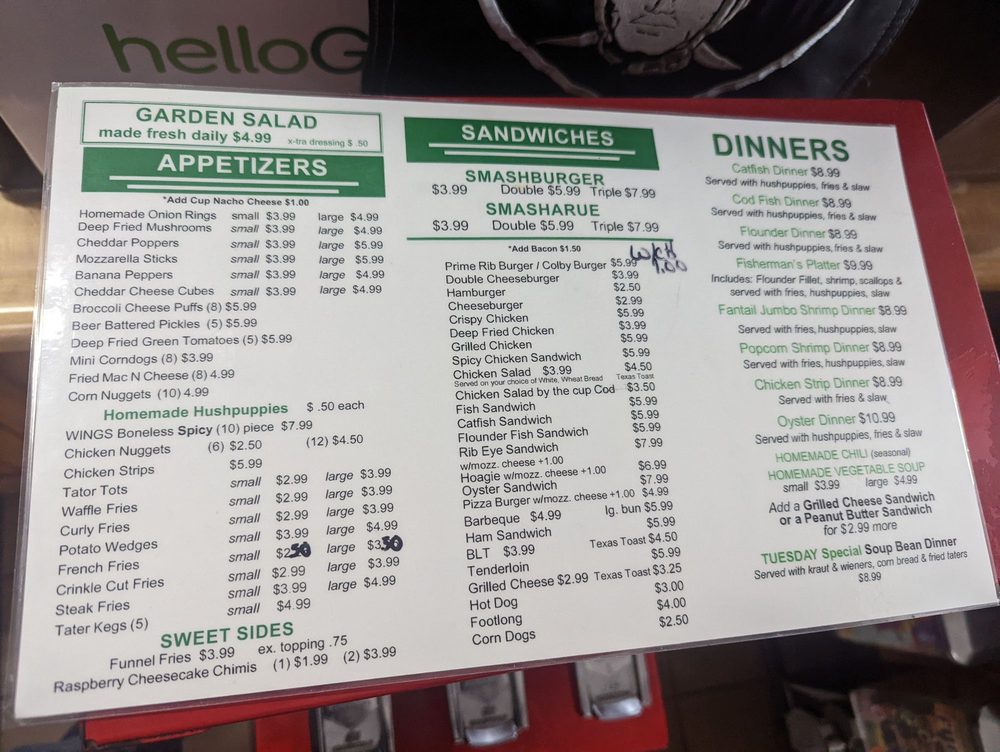 helloG
GARDEN SALAD
made fresh daily $4.99 x-tra dressing $ .50
APPETIZERS
*Add Cup Nacho Cheese $1.00
Homemade Onion Rings small $3.99 large $4.99
Deep Fried Mushrooms small $3.99 large $4.99
Cheddar Poppers small $3.99 large $5.99
Mozzarella Sticks small $3.99 large $5.99
Banana Peppers small $3.99 large $4.99
Cheddar Cheese Cubes small $3.99 large $4.99
Broccoli Cheese Puffs (8) $5.99
Beer Battered Pickles (5) $5.99
Deep Fried Green Tomatoes (5) $5.99
Mini Corndogs (8) $3.99
Fried Mac N Cheese (8) 4.99
Corn Nuggets (10) 4.99
Homemade Hushpuppies $ .50 each
WINGS Boneless Spicy (10) piece $7.99
Chicken Nuggets (6) $2.50 (12) $4.50
Chicken Strips $5.99
Tator Tots small $2.99 large $3.99
Waffle Fries small $2.99 large $3.99
Curly Fries small $2.99 large $3.99
Potato Wedges small $3.99 large $4.99
French Fries small $2.50 large $3.50
Crinkle Cut Fries small $2.99 large $3.99
Steak Fries small $3.99 large $4.99
Tater Kegs (5) small $4.99
SWEET SIDES
Funnel Fries $3.99 ex. topping .75
Raspberry Cheesecake Chimis (1) $1.99 (2) $3.99
SANDWICHES
SMASHBURGER
$3.99 Double $5.99 Triple $7.99
SMASHARUE
$3.99 Double $5.99 Triple $7.99
*Add Bacon $1.50
Prime Rib Burger / Colby Burger $5.99 w/CH 1.00
Double Cheeseburger $3.99
Hamburger $2.50
Cheeseburger $2.99
Crispy Chicken $5.99
Deep Fried Chicken $3.99
Grilled Chicken $5.99
Spicy Chicken Sandwich $5.99
Chicken Salad $3.99 $4.50
Served on your choice of White, Wheat Bread Texas Toast
Chicken Salad by the cup Cod $3.50
Fish Sandwich $5.99
Catfish Sandwich $5.99
Flounder Fish Sandwich $5.99
Rib Eye Sandwich $7.99
w/mozz. cheese +1.00
Hoagie w/mozz. cheese +1.00 $6.99
Oyster Sandwich $7.99
Pizza Burger w/mozz. cheese +1.00 $4.99
Barbeque $4.99 lg. bun $5.99
Ham Sandwich $5.99
BLT $3.99 Texas Toast $4.50
Tenderloin $5.99
Grilled Cheese $2.99 Texas Toast $3.25
Hot Dog $3.00
Footlong $4.00
Corn Dogs $2.50
DINNERS
Catfish Dinner $8.99
Served with hushpuppies, fries & slaw
Cod Fish Dinner $8.99
Served with hushpuppies, fries & slaw
Flounder Dinner $8.99
Served with hushpuppies, fries & slaw
Fisherman's Platter $9.99
Includes: Flounder Fillet, shrimp, scallops &
served with fries, hushpuppies, slaw
Fantail Jumbo Shrimp Dinner $8.99
Served with fries, hushpuppies, slaw
Popcorn Shrimp Dinner $8.99
Served with fries, hushpuppies, slaw
Chicken Strip Dinner $8.99
Served with fries & slaw
Oyster Dinner $10.99
Served with hushpuppies, fries & slaw
HOMEMADE CHILI (seasonal)
HOMEMADE VEGETABLE SOUP
small $3.99 large $4.99
Add a Grilled Cheese Sandwich
or a Peanut Butter Sandwich
for $2.99 more
TUESDAY Special Soup Bean Dinner
Served with kraut & wieners, corn bread & fried taters
$8.99